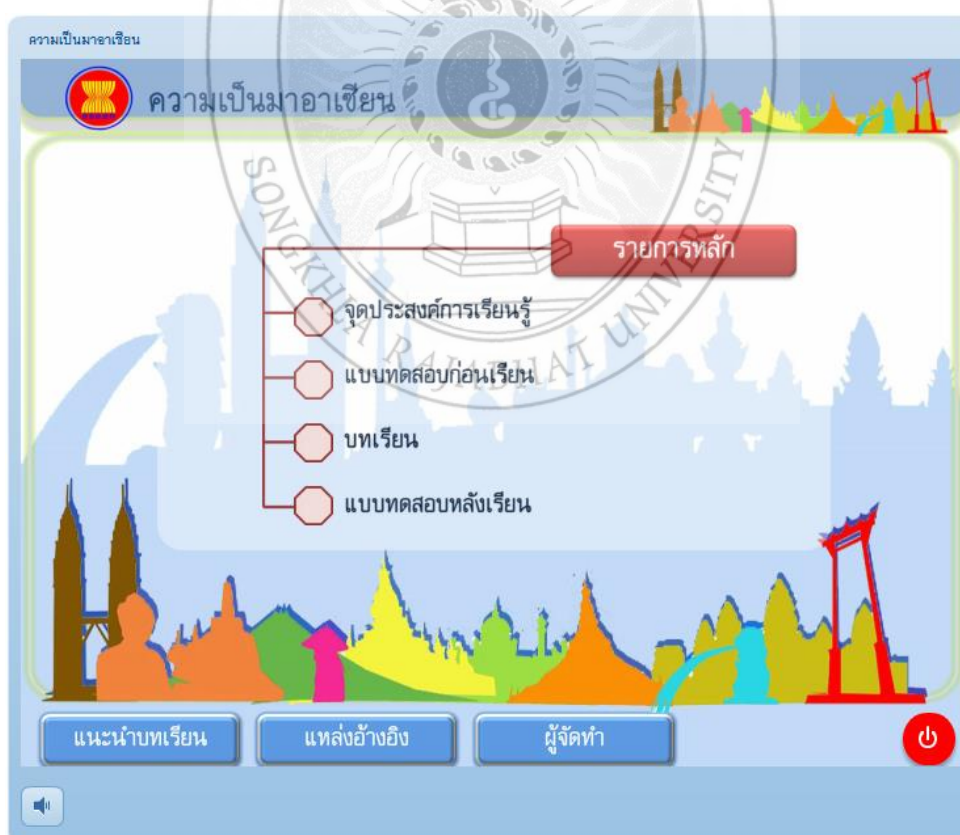 ความเป็นมาอาเซียน
ความเป็นมาอาเซียน
SONGKHLA RAJABHAT UNIVERSITY
รายการหลัก
จุดประสงค์การเรียนรู้
แบบทดสอบก่อนเรียน
บทเรียน
แบบทดสอบหลังเรียน
แนะนำบทเรียน
แหล่งอ้างอิง
ผู้จัดทำ